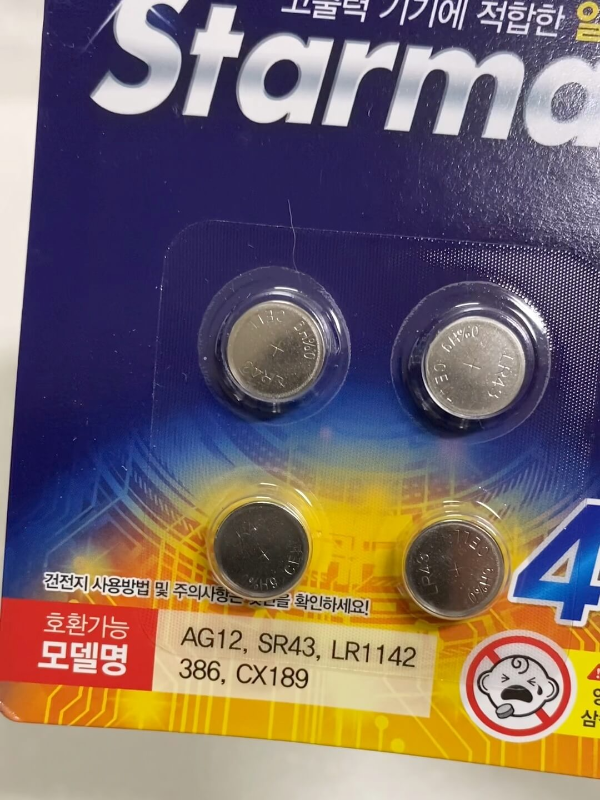 고출력 기기에 적합한 알
Starma
LR43
LR43
LR43
건전지 사용방법 및 주의사항은 뒷면을 확인하세요!
호환가능
모델명
AG12, SR43, LR1142
386, CX189
4